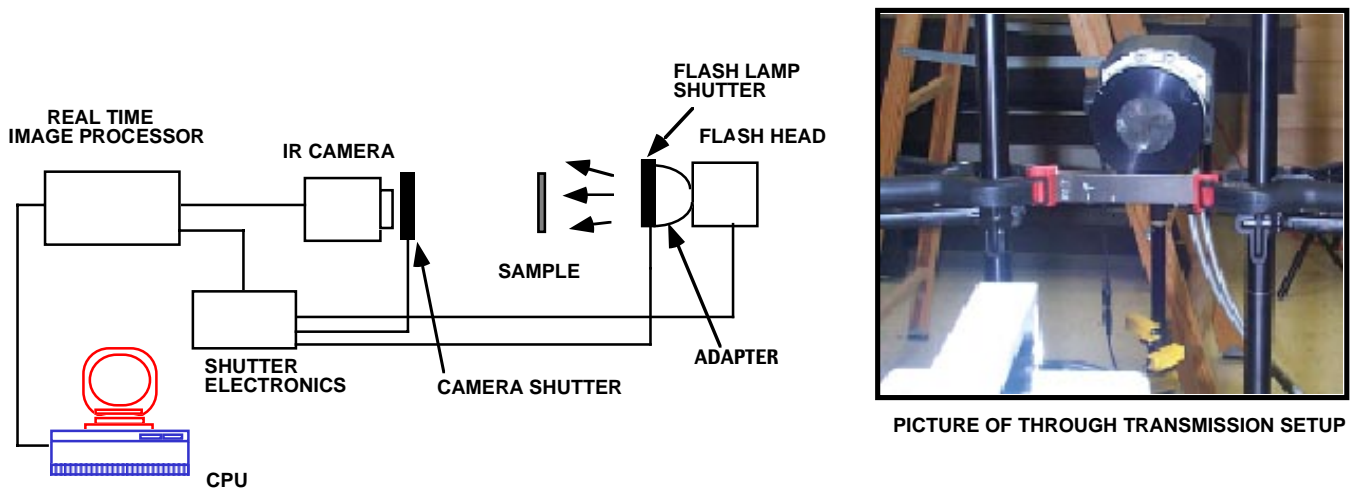 FLASH LAMP
SHUTTER
REAL TIME
IMAGE PROCESSOR
IR CAMERA
FLASH HEAD
SAMPLE
ADAPTER
SHUTTER
ELECTRONICS
CAMERA SHUTTER
CPU
PICTURE OF THROUGH TRANSMISSION SETUP